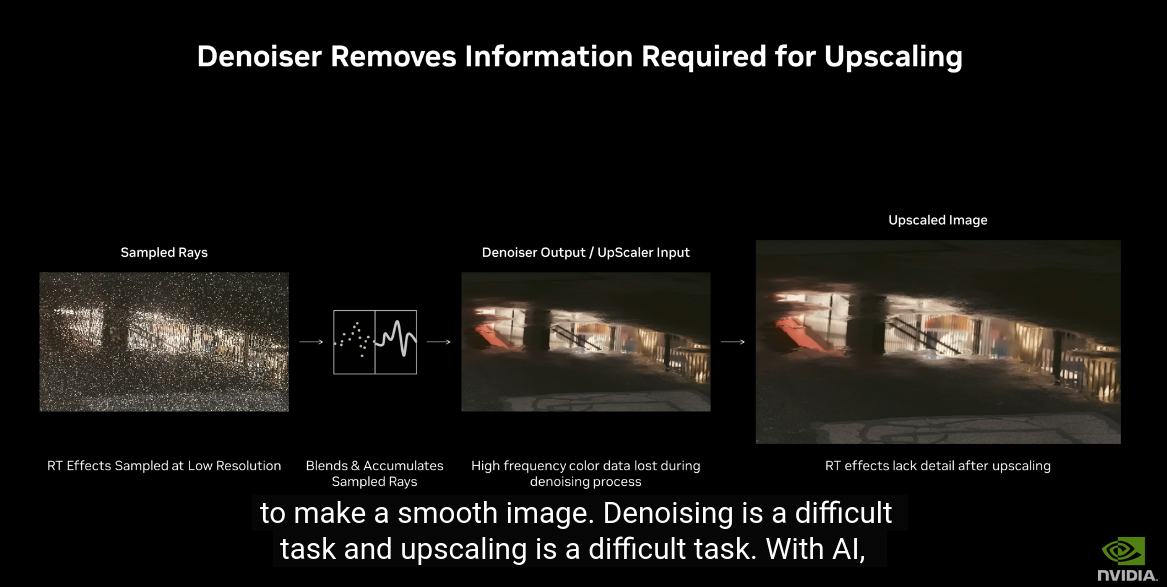 Denoiser Removes Information Required for Upscaling
Sampled Rays
Denoiser Output / UpScaler Input
Upscaled Image
RT Effects Sampled at Low Resolution
Blends & Accumulates
Sampled Rays
High frequency color data lost during
denoising process
RT effects lack detail after upscaling
to make a smooth image. Denoising is a difficult
task and upscaling is a difficult task. With AI,
NVIDIA